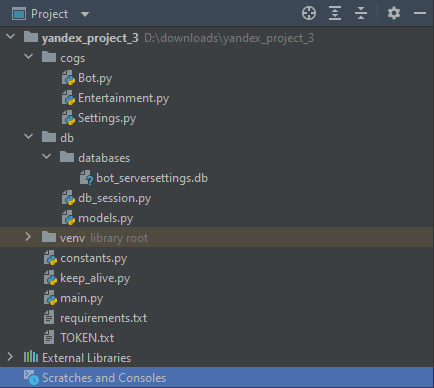 Project
yandex_project_3 D:\downloads\yandex_project_3
cogs
Bot.py
Entertainment.py
Settings.py
db
databases
bot_serversettings.db
db_session.py
models.py
venv library root
constants.py
keep_alive.py
main.py
requirements.txt
TOKEN.txt
External Libraries
Scratches and Consoles